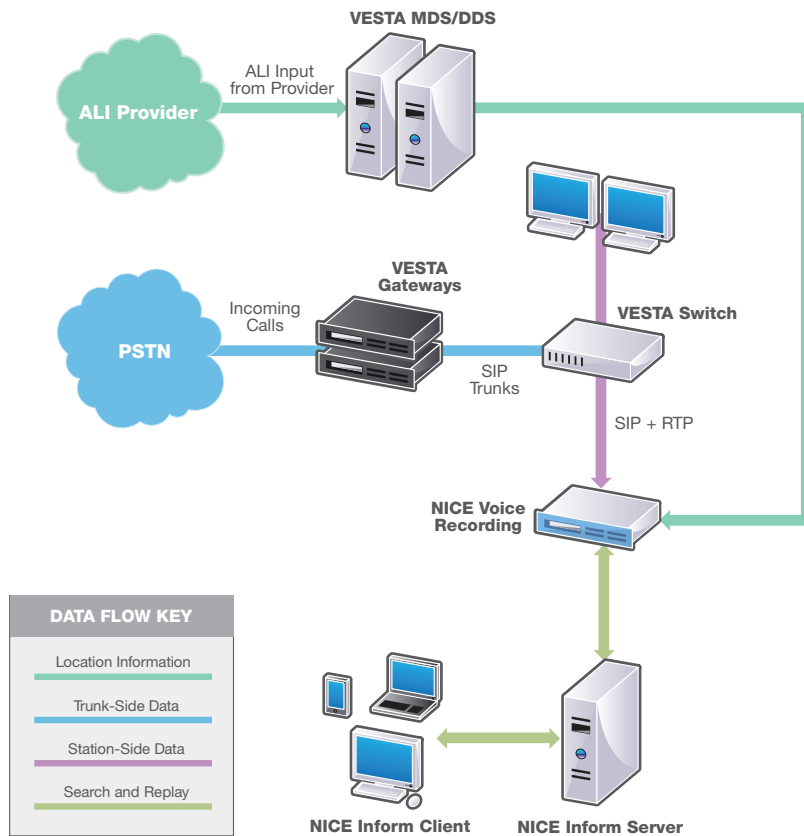 VESTA MDS/DDS
ALI Input
from Provider
ALI Provider
VESTA
Gateways
Incoming
Calls
PSTN
SIP
Trunks
VESTA Switch
SIP + RTP
NICE Voice
Recording
DATA FLOW KEY
Location Information
Trunk-Side Data
Station-Side Data
Search and Replay
NICE Inform Client
NICE Inform Server